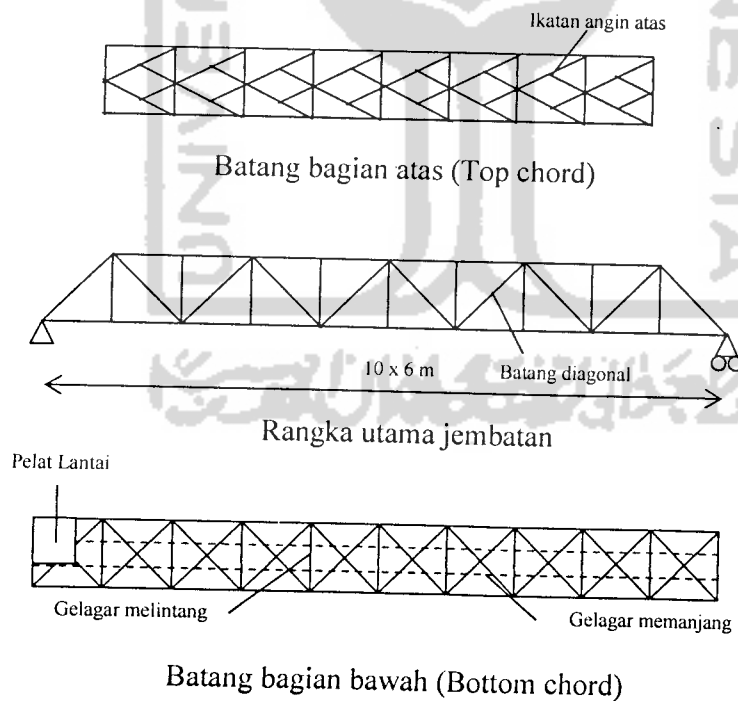 Ikatan angin atas
Batang bagian atas (Top chord)
10 x 6 m
Batang diagonal
Rangka utama jembatan
Pelat Lantai
Gelagar melintang
Gelagar memanjang
Batang bagian bawah (Bottom chord)